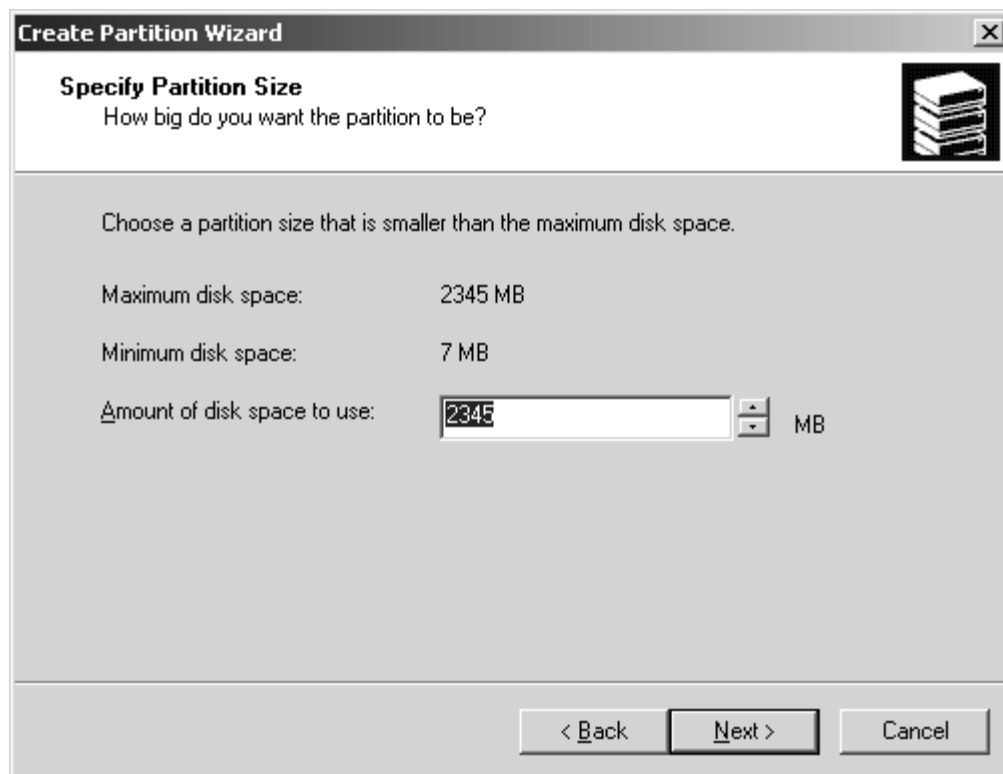 Create Partition Wizard
Specify Partition Size
How big do you want the partition to be?
Choose a partition size that is smaller than the maximum disk space.
Maximum disk space: 2345 MB
Minimum disk space: 7 MB
Amount of disk space to use: 2345 MB
< Back Next > Cancel